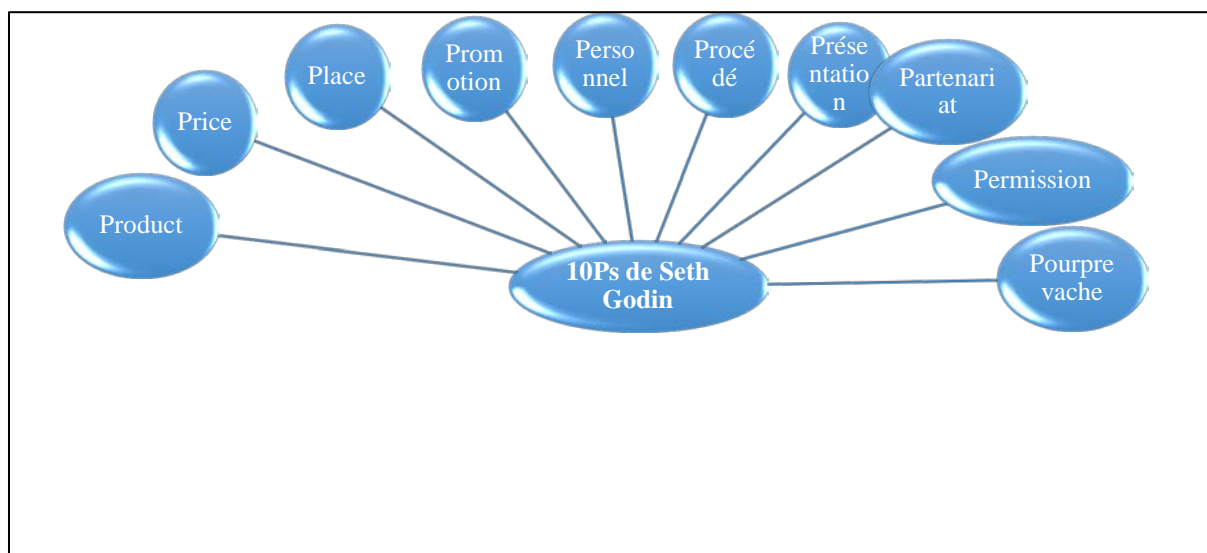 Product
Price
Place
Prom
otion
Perso
nnel
Procé
dé
Prése
ntatio
n
Partenari
at
Permission
Pourpre
vache
10Ps de Seth
Godin